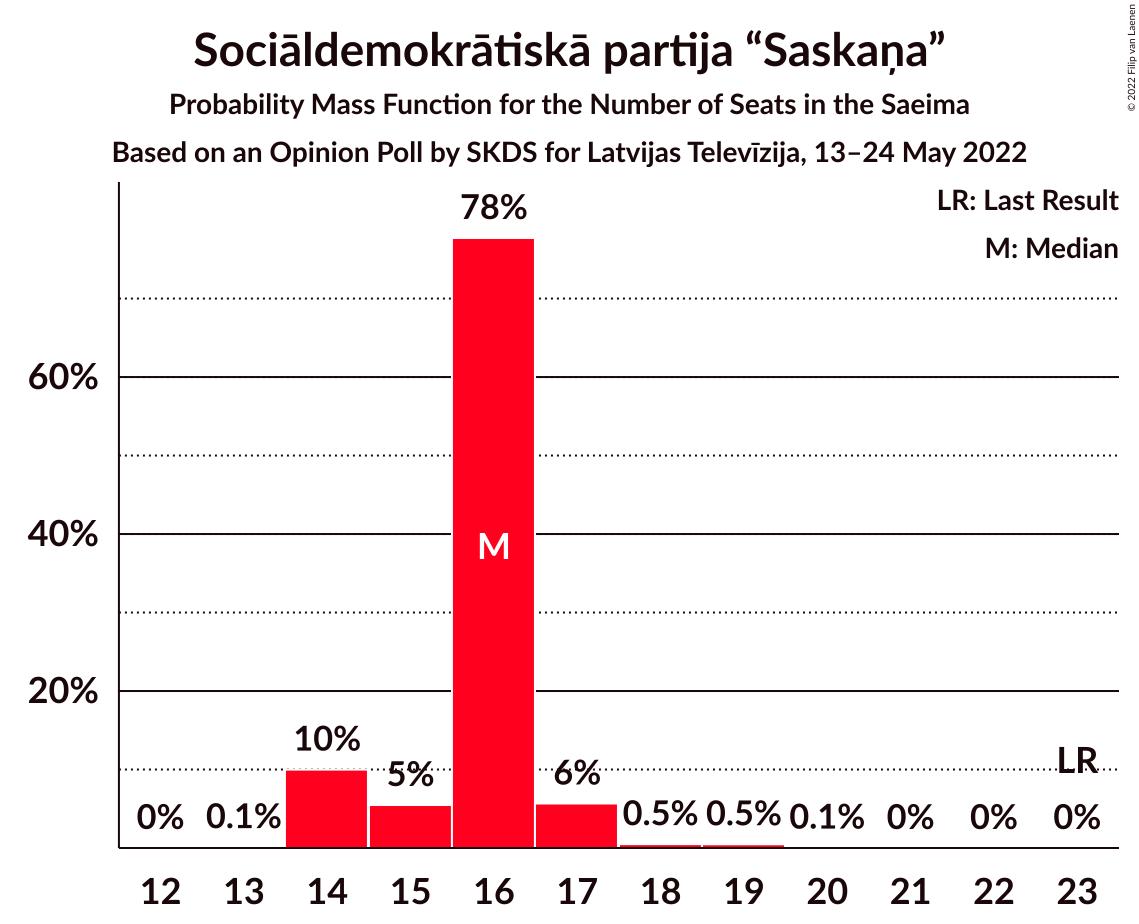 Sociāldemokrātiskā partija “Saskaņa”
Probability Mass Function for the Number of Seats in the Saeima
Based on an Opinion Poll by SKDS for Latvijas Televīzija, 13–24 May 2022
© 2022 Filip van Laenen
LR: Last Result
M: Median
78%
60%
40%
M
20%
10%
5%
6%
LR
0%
0.1%
0.5%
0.5%
0.1%
0%
0%
0%
12 13 14 15 16 17 18 19 20 21 22 23